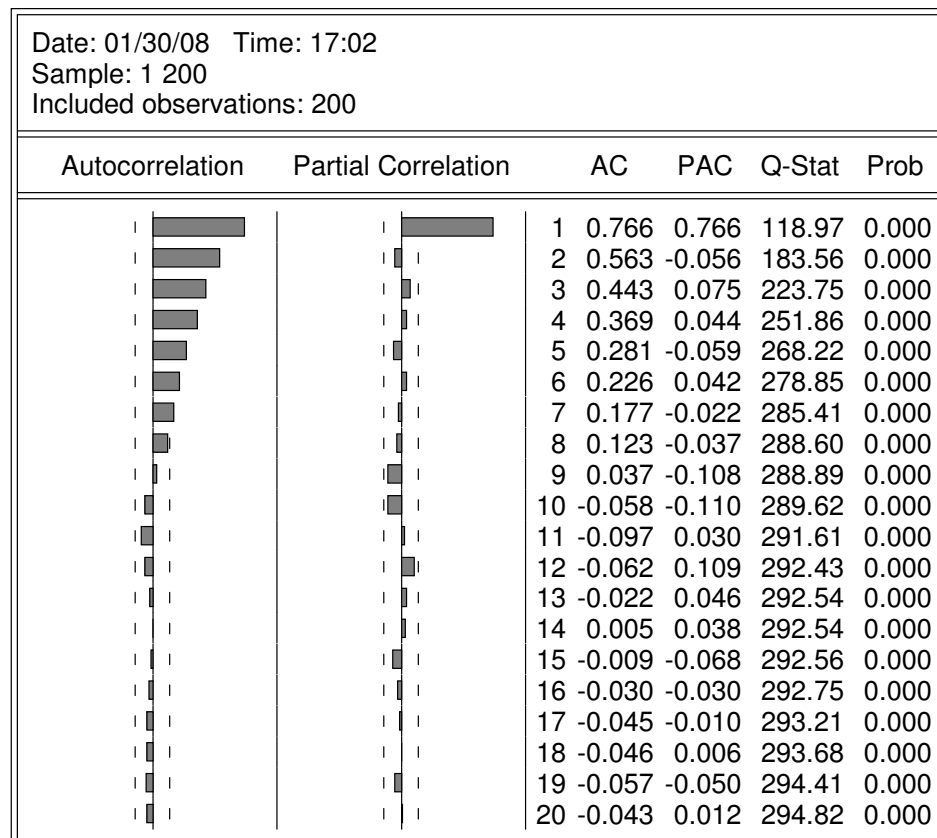 Date: 01/30/08 Time: 17:02
Sample: 1 200
Included observations: 200
Autocorrelation Partial Correlation AC PAC Q-Stat Prob
1 0.766 0.766 118.97 0.000
2 0.563 -0.056 183.56 0.000
3 0.443 0.075 223.75 0.000
4 0.369 0.044 251.86 0.000
5 0.281 -0.059 268.22 0.000
6 0.226 0.042 278.85 0.000
7 0.177 -0.022 285.41 0.000
8 0.123 -0.037 288.60 0.000
9 0.037 -0.108 288.89 0.000
10 -0.058 -0.110 289.62 0.000
11 -0.097 0.030 291.61 0.000
12 -0.062 0.109 292.43 0.000
13 -0.022 0.046 292.54 0.000
14 0.005 0.038 292.54 0.000
15 -0.009 -0.068 292.56 0.000
16 -0.030 -0.030 292.75 0.000
17 -0.045 -0.010 293.21 0.000
18 -0.046 0.006 293.68 0.000
19 -0.057 -0.050 294.41 0.000
20 -0.043 0.012 294.82 0.000